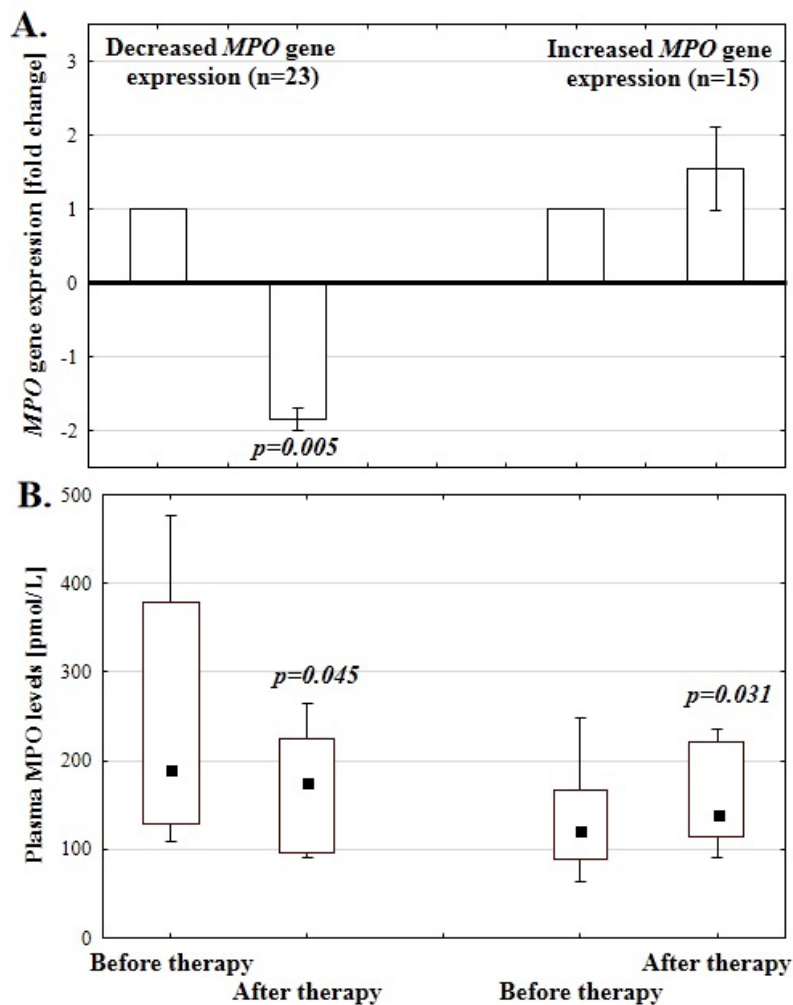 A.
Decreased MPO gene
expression (n=23)
Increased MPO gene
expression (n=15)
MPO gene expression [fold change]
3
2
1
0
-1
-2
p=0.005
B.
Plasma MPO levels [pmol/L]
500
400
300
200
100
0
p=0.045
p=0.031
Before therapy
After therapy
Before therapy
After therapy